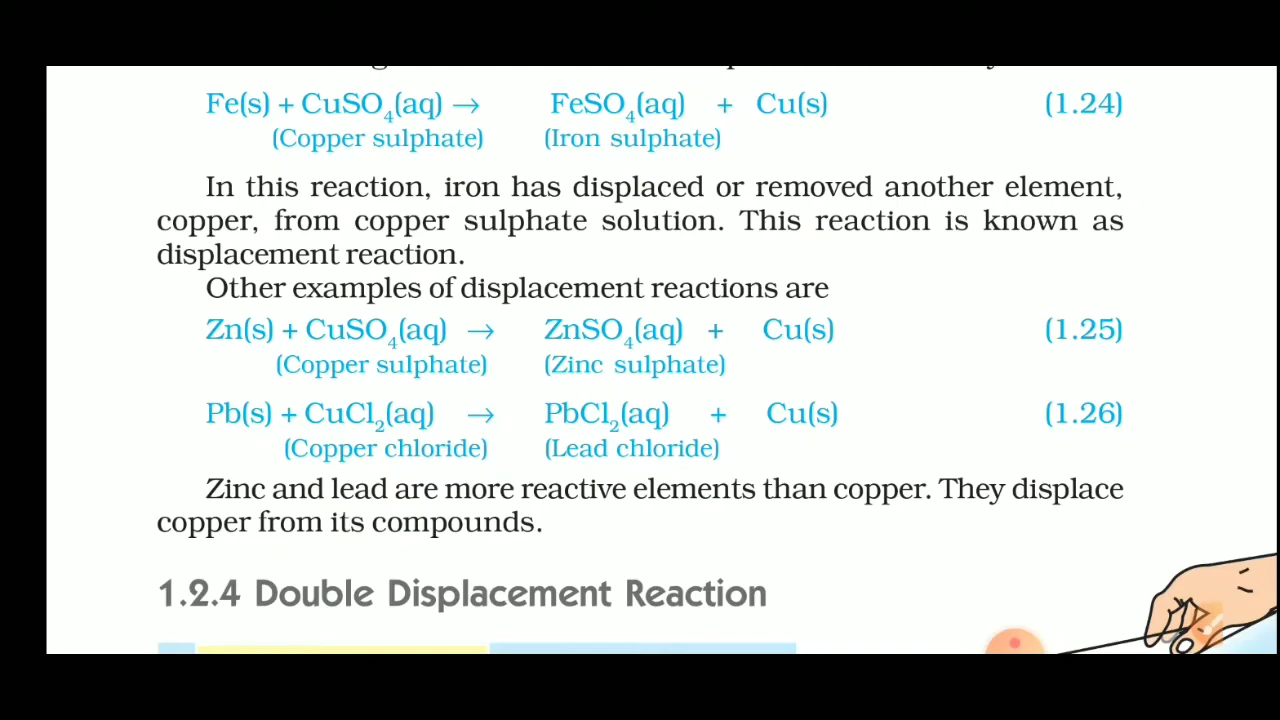 Fe(s) + CuSO₄(aq) → FeSO₄(aq) + Cu(s) (1.24)
(Copper sulphate) (Iron sulphate)
In this reaction, iron has displaced or removed another element,
copper, from copper sulphate solution. This reaction is known as
displacement reaction.
Other examples of displacement reactions are
Zn(s) + CuSO₄(aq) → ZnSO₄(aq) + Cu(s) (1.25)
(Copper sulphate) (Zinc sulphate)
Pb(s) + CuCl₂(aq) → PbCl₂(aq) + Cu(s) (1.26)
(Copper chloride) (Lead chloride)
Zinc and lead are more reactive elements than copper. They displace
copper from its compounds.
1.2.4 Double Displacement Reaction